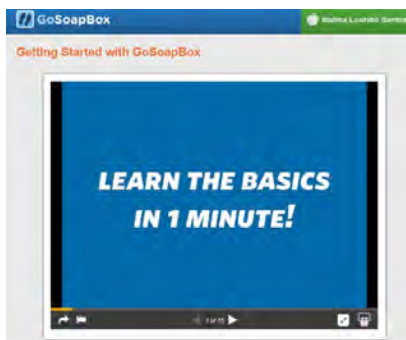 GoSoapBox
Getting Started with GoSoapBox
LEARN THE BASICS
IN 1 MINUTE!